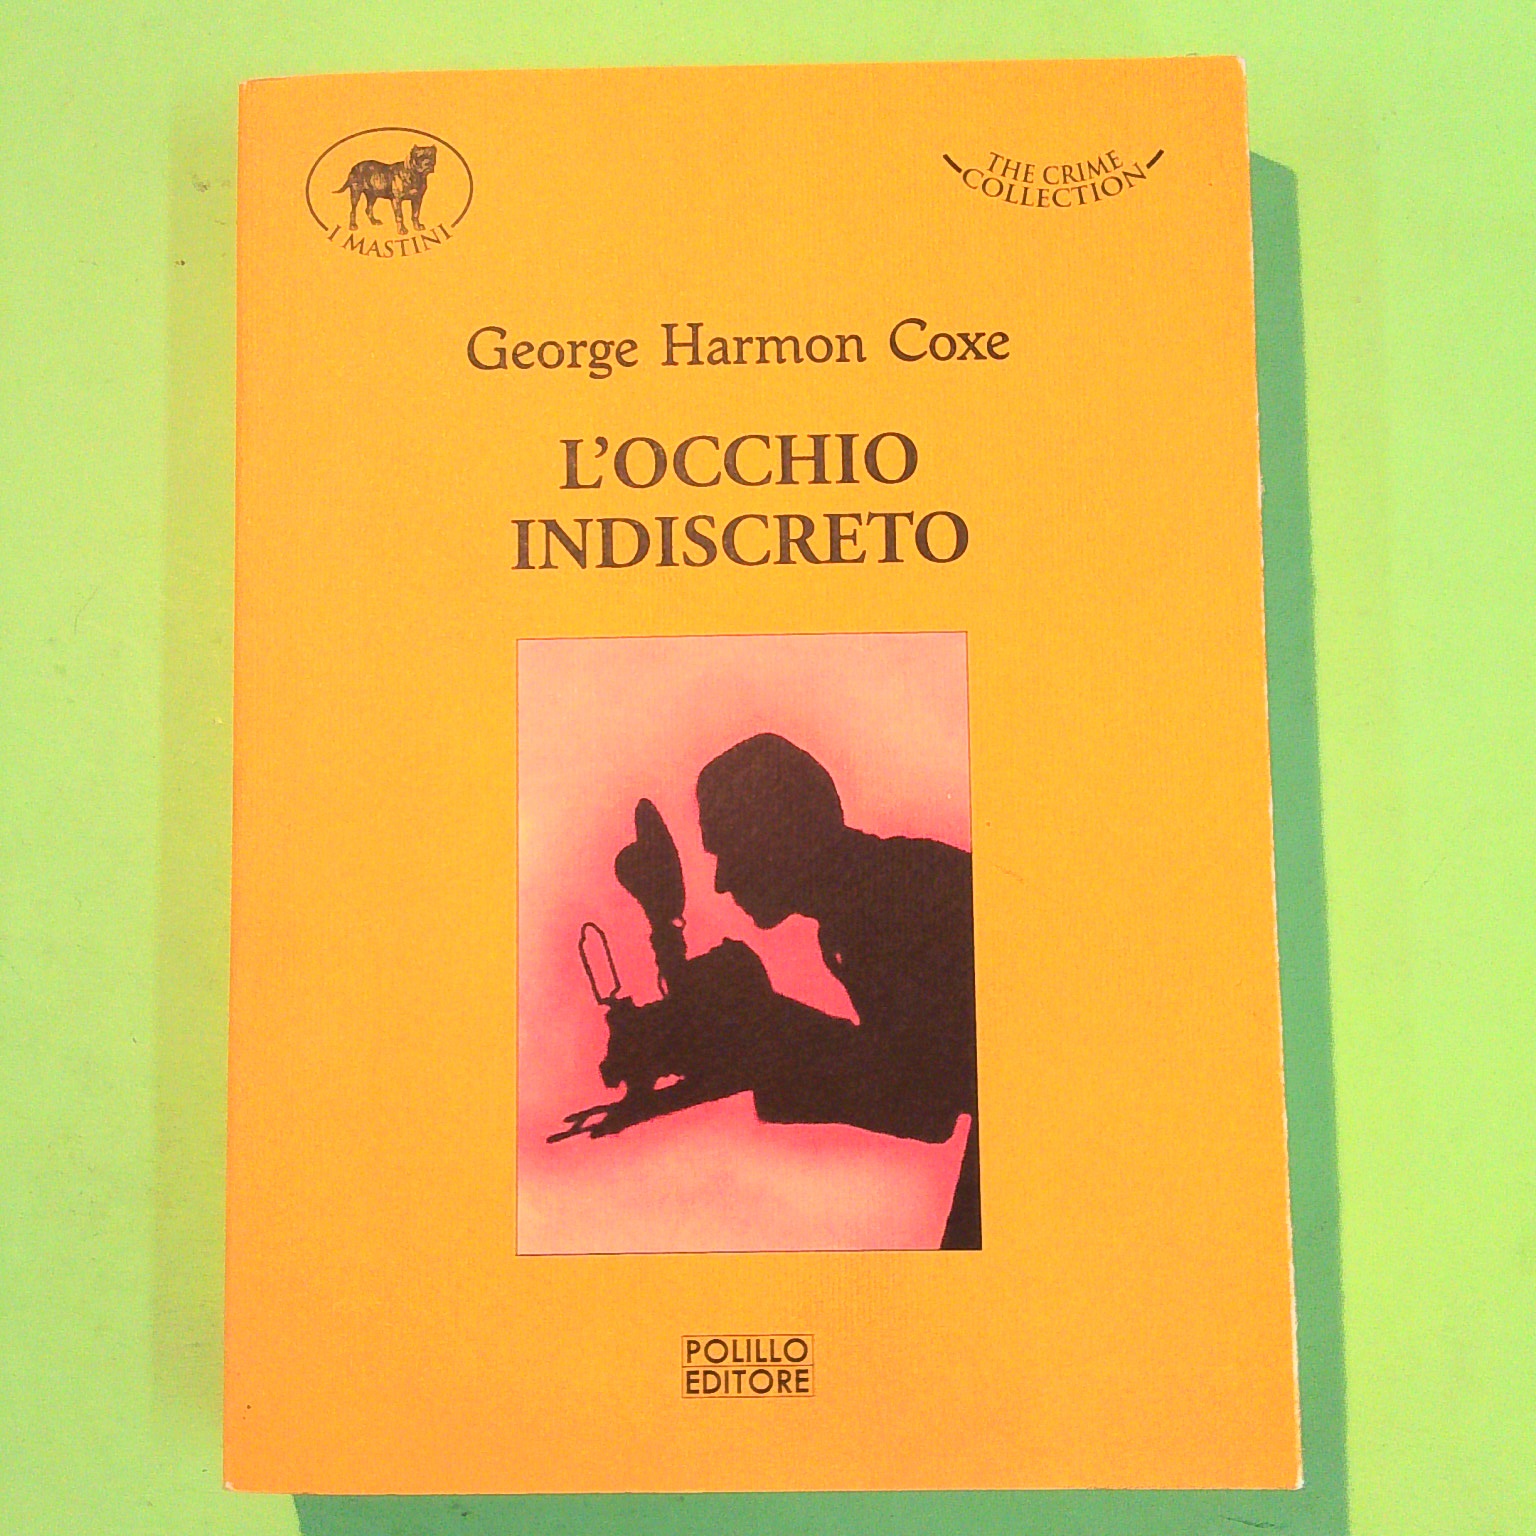 I MASTINI
THE CRIME
COLLECTION
George Harmon Coxe
L'OCCHIO
INDISCRETO
POLILLO
EDITORE